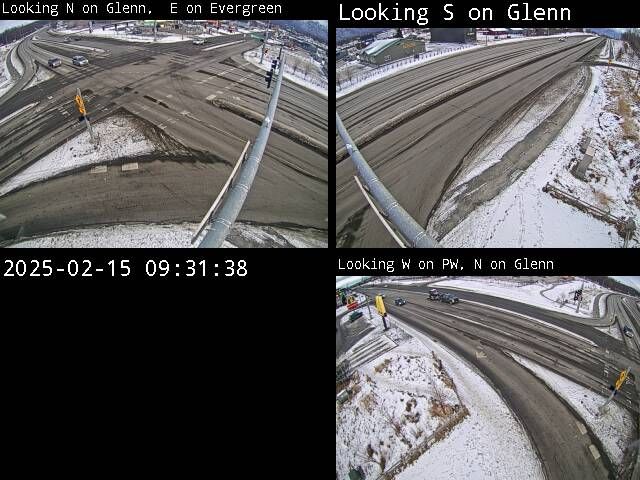 Looking N on Glenn,  E on Evergreen
Looking S on Glenn
2025-02-15 09:31:38
Looking W on PW, N on Glenn